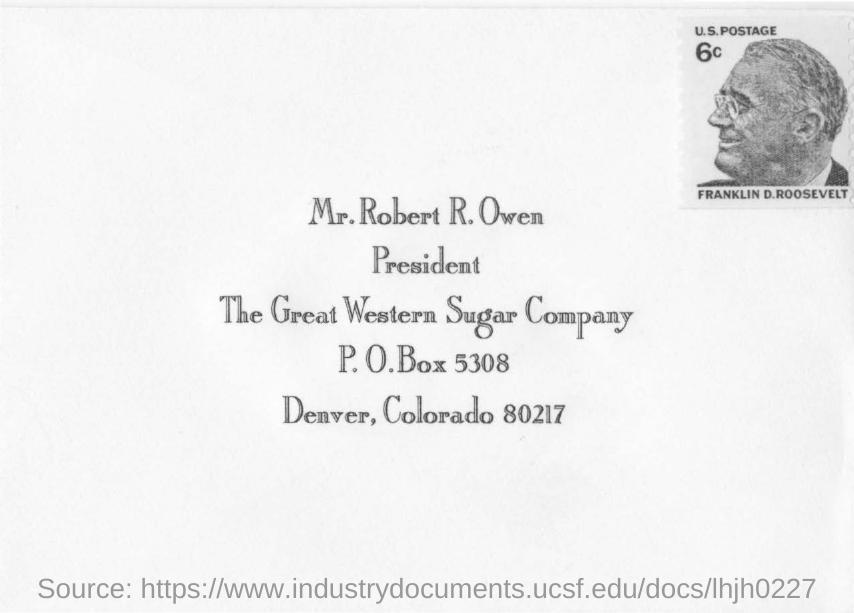 U.S. POSTAGE
6c
FRANKLIN D. ROOSEVELT
Mr. Robert R. Owen
President
The Great Western Sugar Company
P. O. Box 5308
Denver, Colorado 80217
Source: https://www.industrydocuments.ucsf.edu/docs/lhjh0227